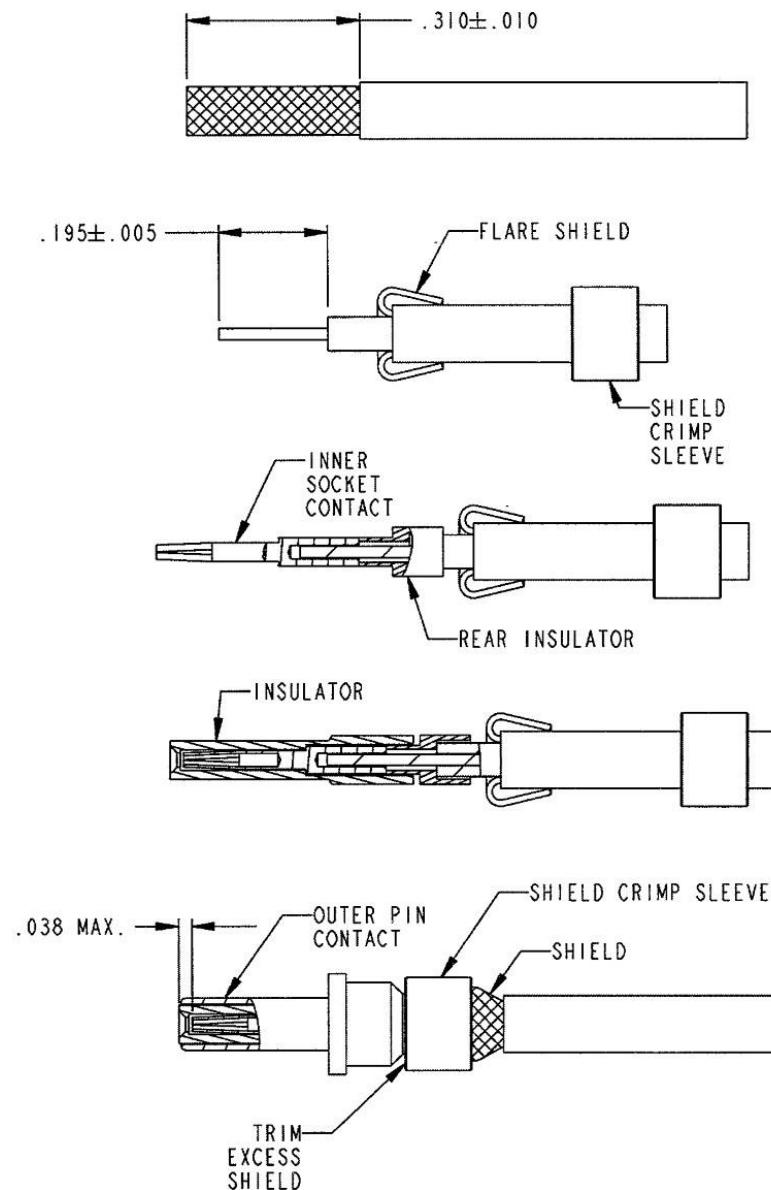 .310±.010
.195±.005
FLARE SHIELD
SHIELD
CRIMP
SLEEVE
INNER
SOCKET
CONTACT
REAR INSULATOR
INSULATOR
SHIELD CRIMP SLEEVE
.038 MAX.
OUTER PIN
CONTACT
SHIELD
TRIM
EXCESS
SHIELD